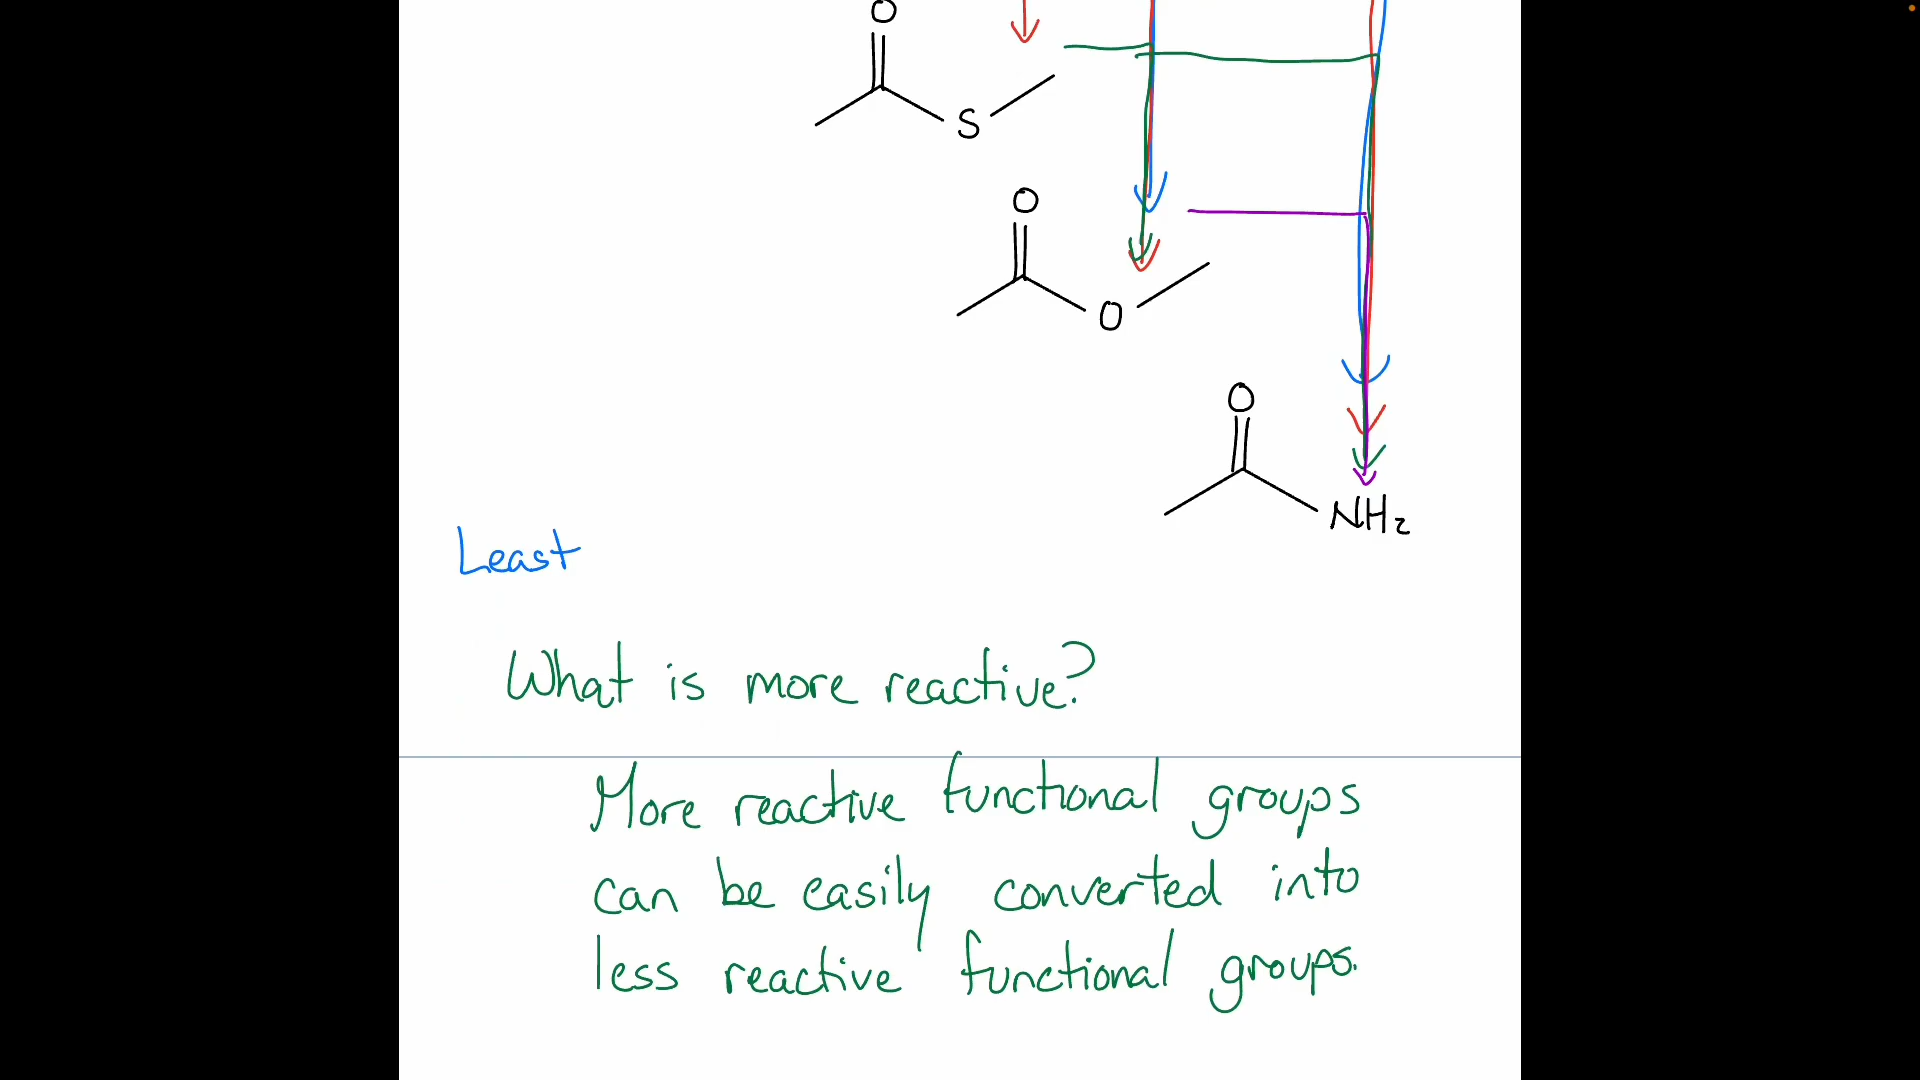 O
S
O
O
O
NH₂
Least
What is more reactive?
More reactive functional groups
can be easily converted into
less reactive functional groups.